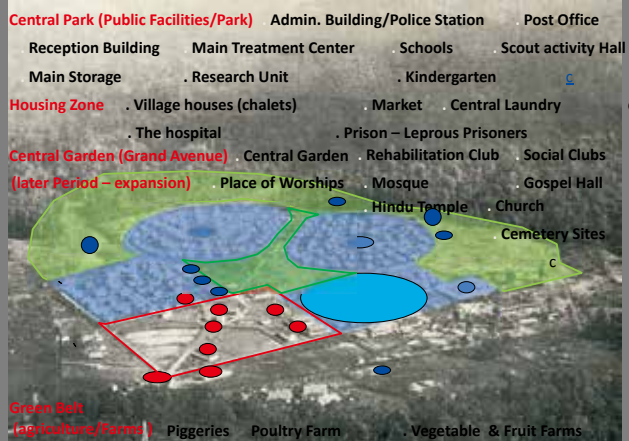 Central Park (Public Facilities/Park) Admin. Building/Police Station . Post Office
. Reception Building . Main Treatment Center . Schools . Scout activity Hall
. Main Storage . Research Unit . Kindergarten c
Housing Zone . Village houses (chalets) . Market . Central Laundry
. The hospital . Prison – Leprous Prisoners
Central Garden (Grand Avenue) . Central Garden . Rehabilitation Club . Social Clubs
(later Period – expansion) . Place of Worships . Mosque . Gospel Hall
. Hindu Temple . Church
. Cemetery Sites
c
Green Belt
(agriculture/Farms ) Piggeries Poultry Farm . Vegetable & Fruit Farms